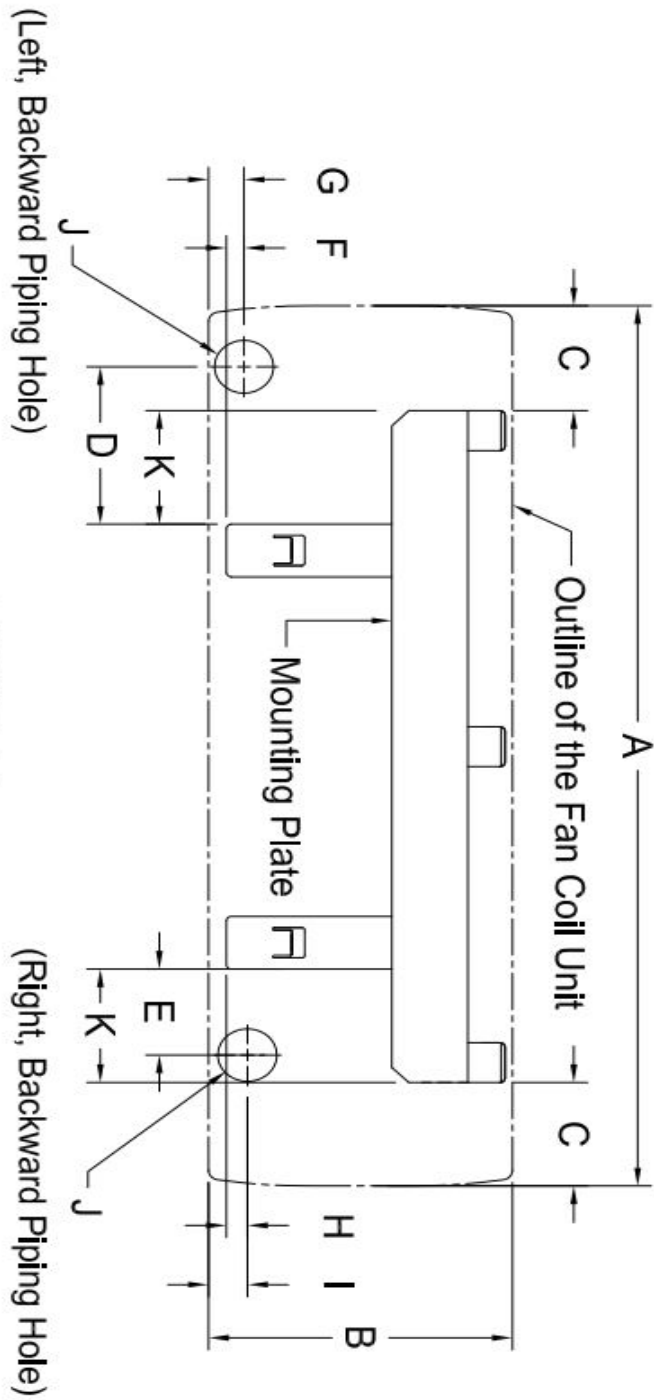 A
C
Outline of the Fan Coil Unit
C
B
Mounting Plate
G
F
K
D
E
K
H
I
J
J
(Left, Backward Piping Hole)
(Right, Backward Piping Hole)